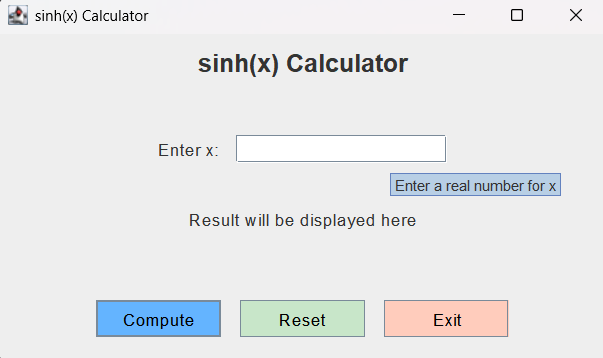 sinh(x) Calculator
sinh(x) Calculator
Enter x:
Enter a real number for x
Result will be displayed here
Compute Reset Exit